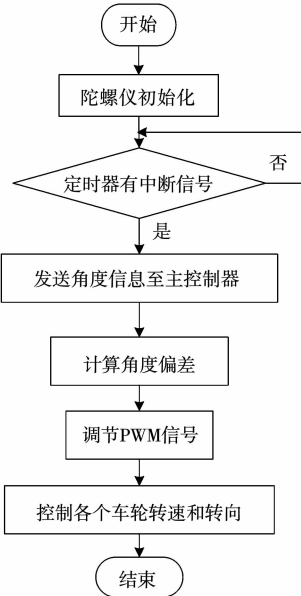 开始
陀螺仪初始化
定时器有中断信号
否
是
发送角度信息至主控制器
计算角度偏差
调节PWM信号
控制各个车轮转速和转向
结束